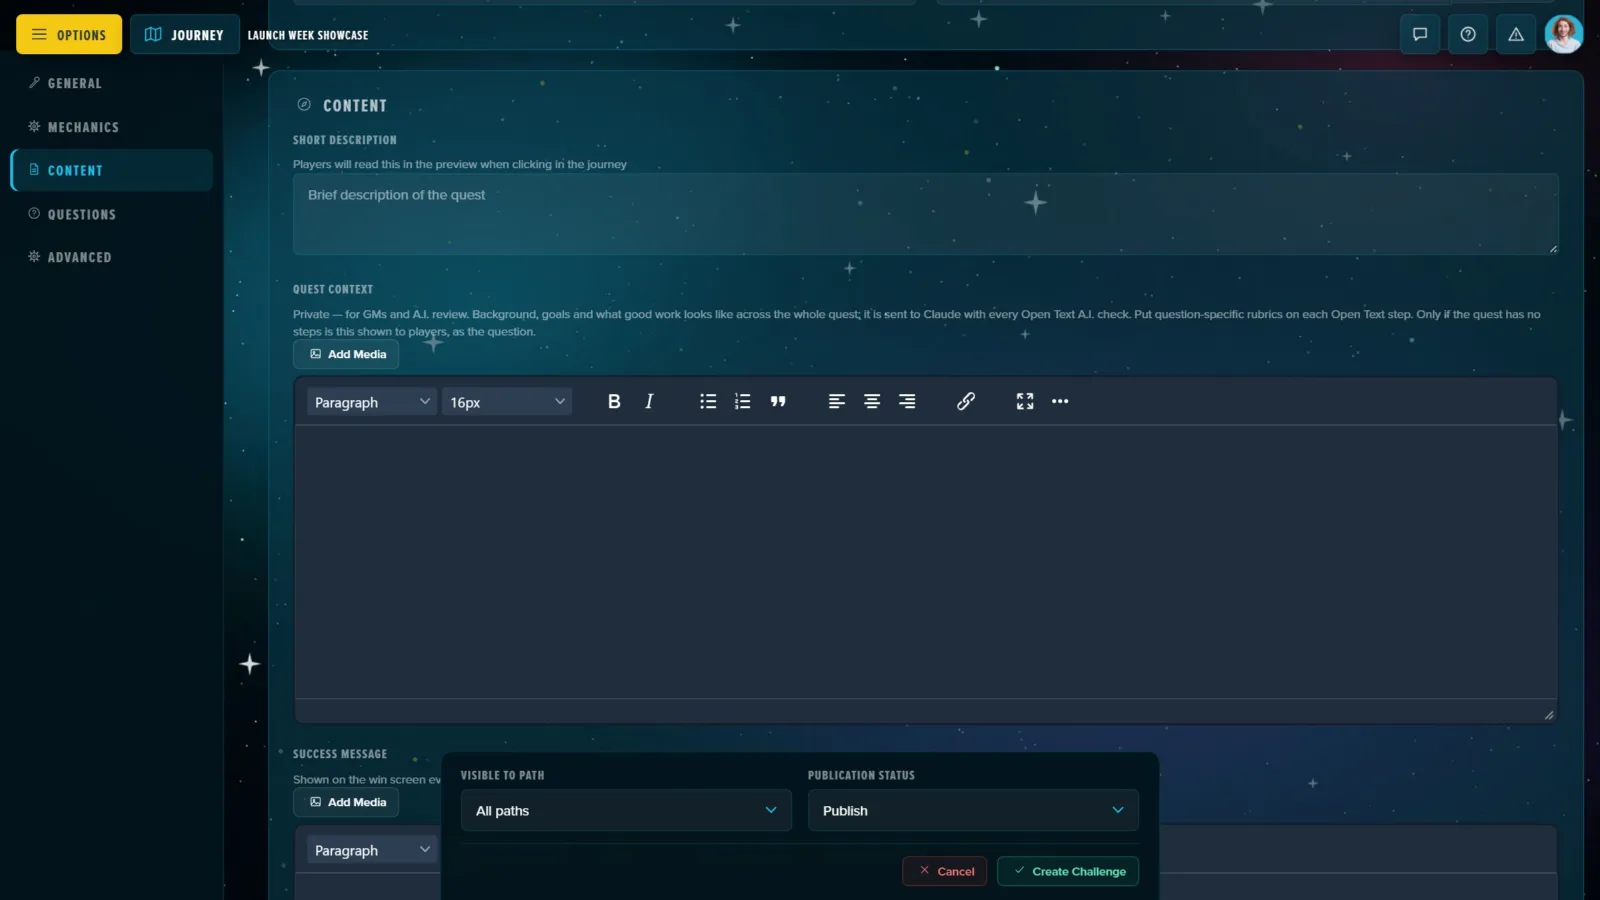 OPTIONS
JOURNEY
LAUNCH WEEK SHOWCASE
GENERAL
MECHANICS
CONTENT
QUESTIONS
ADVANCED
CONTENT
SHORT DESCRIPTION
Players will read this in the preview when clicking in the journey
Brief description of the quest
QUEST CONTEXT
Private — for GMs and A.I. review. Background, goals and what good work looks like across the whole quest; it is sent to Claude with every Open Text A.I. check. Put question-specific rubrics on each Open Text step. Only if the quest has no
steps is this shown to players, as the question.
Add Media
Paragraph
16px
B I
SUCCESS MESSAGE
Shown on the win screen ev
Add Media
Paragraph
VISIBLE TO PATH
All paths
PUBLICATION STATUS
Publish
Cancel
Create Challenge